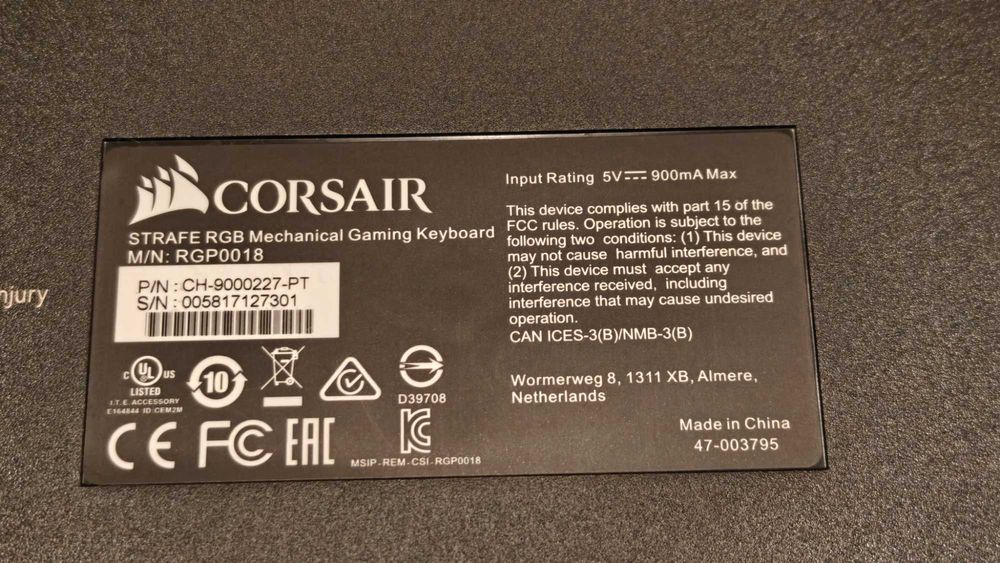 njury
CORSAIR
STRAFE RGB Mechanical Gaming Keyboard
M/N: RGP0018
P/N : CH-9000227-PT
S/N : 005817127301
C UL US
LISTED
I.T.E. ACCESSORY
E164844 ID:CEM2M
10
D39708
CE FC EAC
MSIP-REM-CSI-RGP0018
Input Rating 5V⎓ 900mA Max
This device complies with part 15 of the
FCC rules. Operation is subject to the
following two conditions: (1) This device
may not cause harmful interference, and
(2) This device must accept any
interference received, including
interference that may cause undesired
operation.
CAN ICES-3(B)/NMB-3(B)
Wormerweg 8, 1311 XB, Almere,
Netherlands
Made in China
47-003795